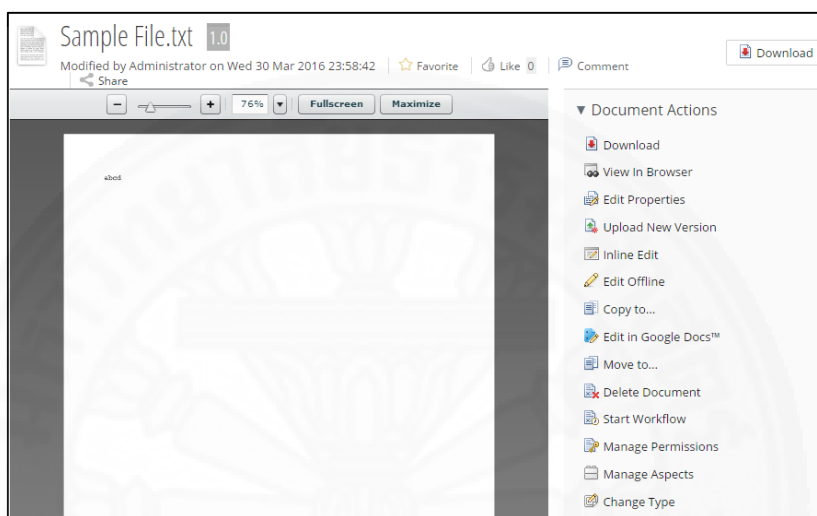 Sample File.txt 1.0
Modified by Administrator on Wed 30 Mar 2016 23:58:42 Favorite Like 0 Comment
Share
Download
76% Fullscreen Maximize
abcd
Document Actions
Download
View In Browser
Edit Properties
Upload New Version
Inline Edit
Edit Offline
Copy to...
Edit in Google Docs™
Move to...
Delete Document
Start Workflow
Manage Permissions
Manage Aspects
Change Type